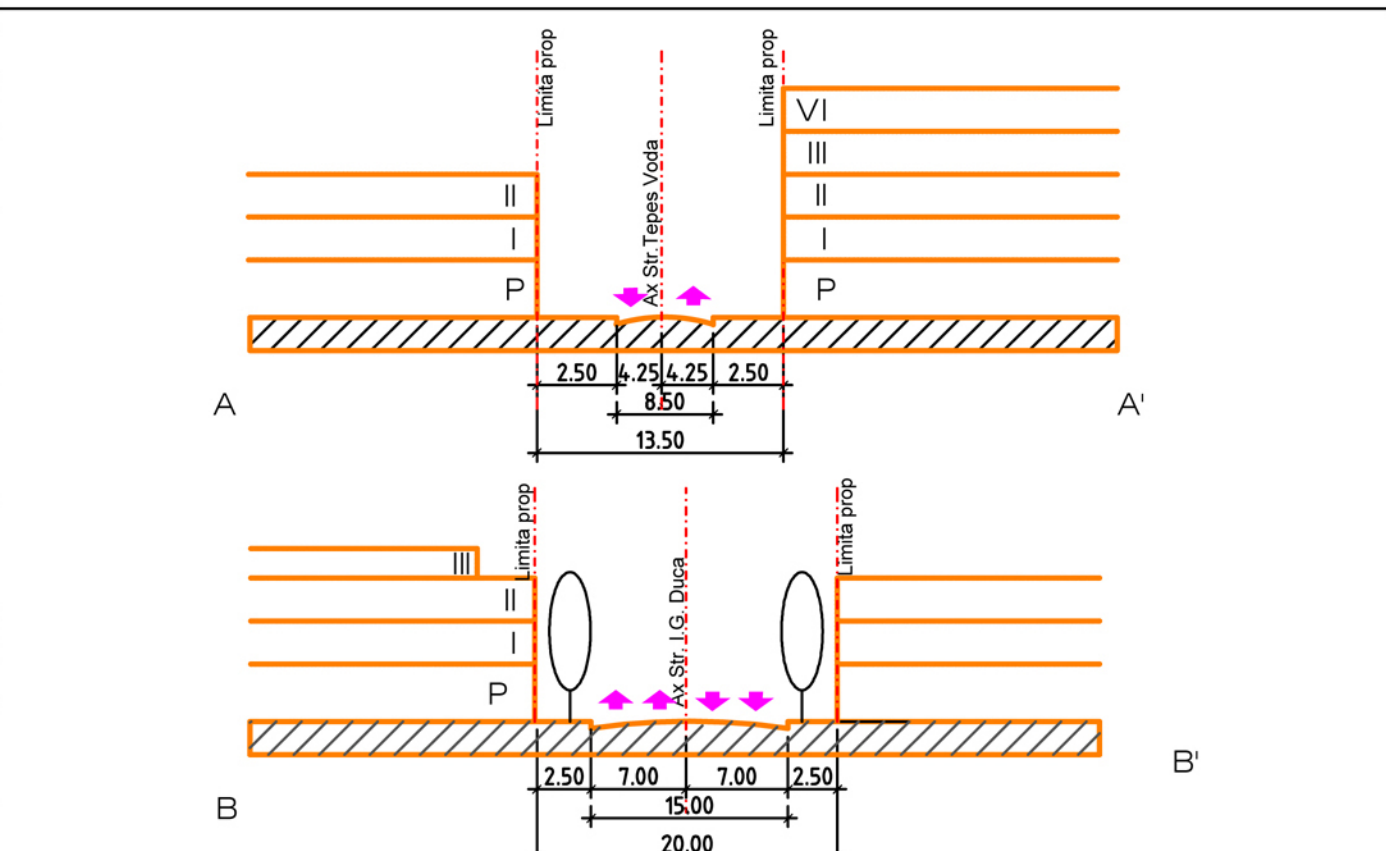 Limita prop
Ax Str.Tepes Voda
Limita prop
VI
III
II
II
I
I
P
P
2.50
4.25
4.25
2.50
8.50
13.50
A
A'
Limita prop
Ax Str. I.G. Duca
Limita prop
III
II
I
P
2.50
7.00
7.00
2.50
15.00
20.00
B
B'